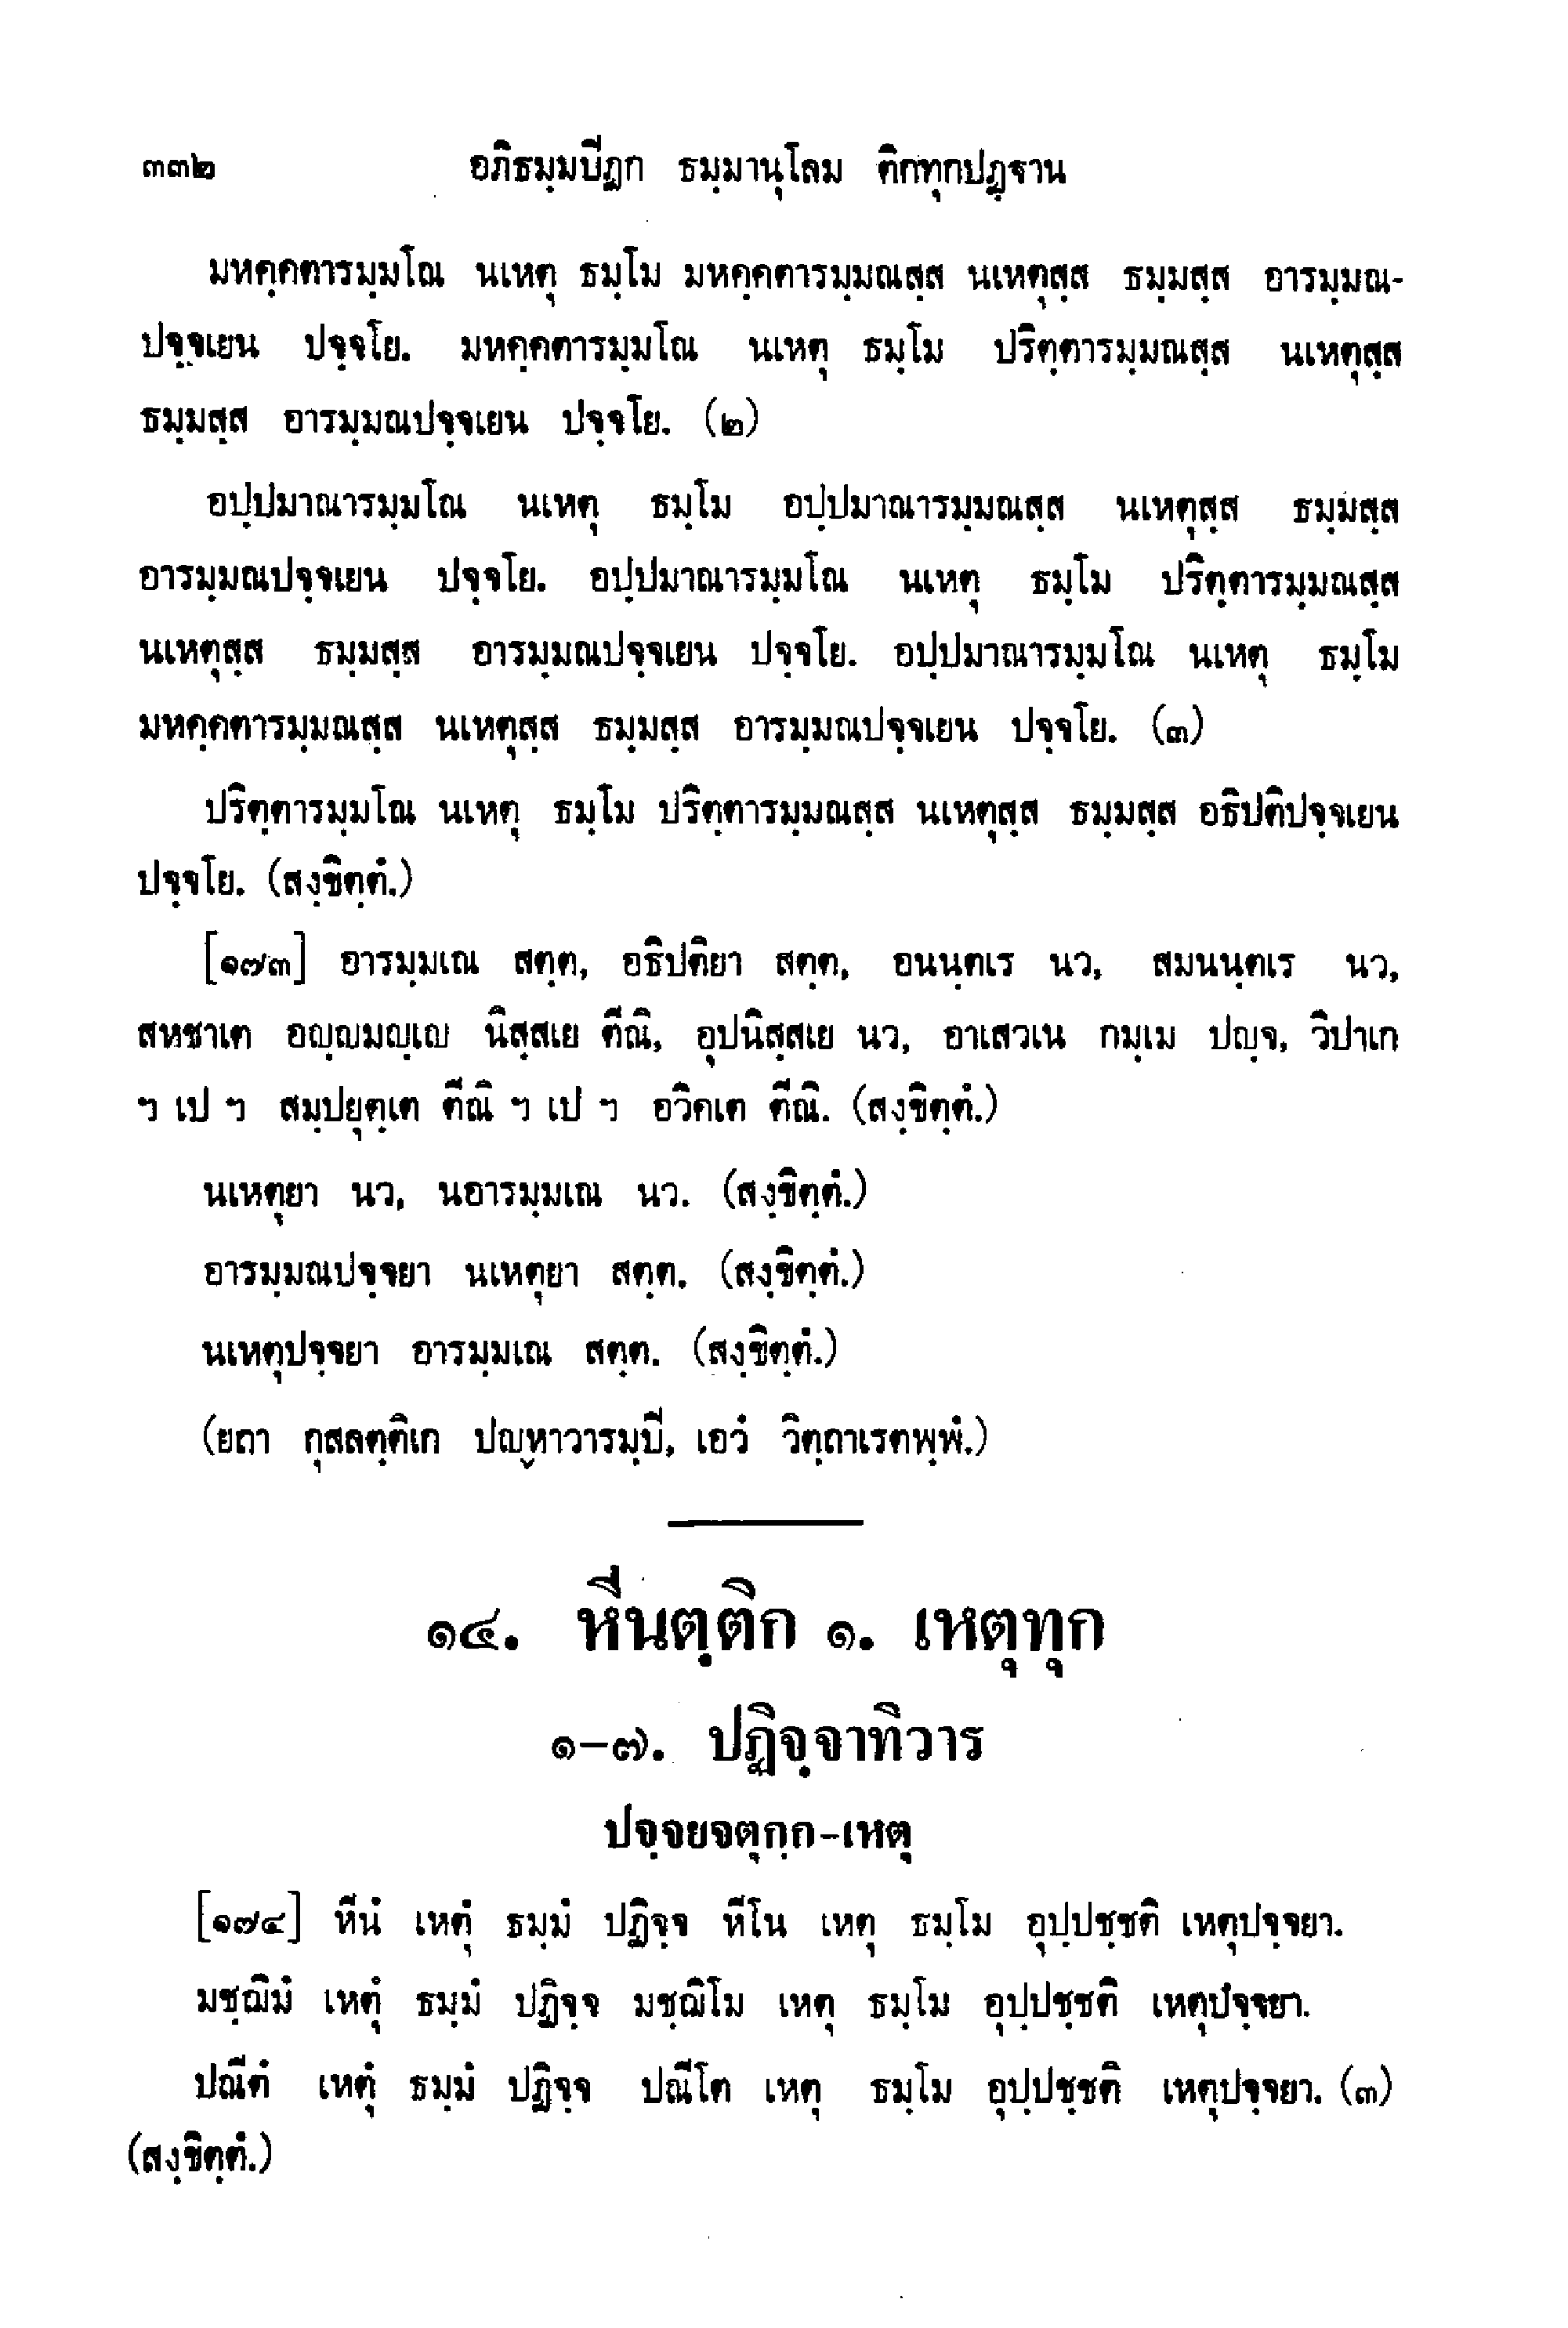 ๓๓๒ อภิธมฺมปิฏก ธมฺมานุโลม ติกทุกปฏฺฐาน
มหคฺคตารมฺมโณ นเหตุ ธมฺโม มหคฺคตารมฺมณสฺส นเหตุสฺส ธมฺมสฺส อารมฺมณ-
ปจฺจเยน ปจฺจโย. มหคฺคตารมฺมโณ นเหตุ ธมฺโม ปริตฺตารมฺมณสฺส นเหตุสฺส
ธมฺมสฺส อารมฺมณปจฺจเยน ปจฺจโย. (๒)
อปฺปมาณารมฺมโณ นเหตุ ธมฺโม อปฺปมาณารมฺมณสฺส นเหตุสฺส ธมฺมสฺส
อารมฺมณปจฺจเยน ปจฺจโย. อปฺปมาณารมฺมโณ นเหตุ ธมฺโม ปริตฺตารมฺมณสฺส
นเหตุสฺส ธมฺมสฺส อารมฺมณปจฺจเยน ปจฺจโย. อปฺปมาณารมฺมโณ นเหตุ ธมฺโม
มหคฺคตารมฺมณสฺส นเหตุสฺส ธมฺมสฺส อารมฺมณปจฺจเยน ปจฺจโย. (๓)
ปริตฺตารมฺมโณ นเหตุ ธมฺโม ปริตฺตารมฺมณสฺส นเหตุสฺส ธมฺมสฺส อธิปติปจฺจเยน
ปจฺจโย. (สงฺขิตฺตํ.)
[๑๗๓] อารมฺมเณ สตฺต, อธิปติยา สตฺต, อนนฺตเร นว, สมนนฺตเร นว,
สหชาเต อญฺญมญฺเญ นิสฺสเย ตีณิ, อุปนิสฺสเย นว, อาเสวเน กมฺเม ปญฺจ, วิปาเก
ฯ เป ฯ สมฺปยุตฺเต ตีณิ ฯ เป ฯ อวิคเต ตีณิ. (สงฺขิตฺตํ.)
นเหตุยา นว, นอารมฺมเณ นว. (สงฺขิตฺตํ.)
อารมฺมณปจฺจยา นเหตุยา สตฺต. (สงฺขิตฺตํ.)
นเหตุปจฺจยา อารมฺมเณ สตฺต. (สงฺขิตฺตํ.)
(ยถา กุสลตฺติเก ปญฺหาวารมฺปิ, เอวํ วิตฺถาเรตพฺพํ.)
๑๔. หีนตฺติก ๑. เหตุทุก
๑-๗. ปฏิจฺจาทิวาร
ปจฺจยจตุกฺก-เหตุ
[๑๗๔] หีนํ เหตุํ ธมฺมํ ปฏิจฺจ หีโน เหตุ ธมฺโม อุปฺปชฺชติ เหตุปจฺจยา.
มชฺฌิมํ เหตุํ ธมฺมํ ปฏิจฺจ มชฺฌิโม เหตุ ธมฺโม อุปฺปชฺชติ เหตุปจฺจยา.
ปณีตํ เหตุํ ธมฺมํ ปฏิจฺจ ปณีโต เหตุ ธมฺโม อุปฺปชฺชติ เหตุปจฺจยา. (๓)
(สงฺขิตฺตํ.)